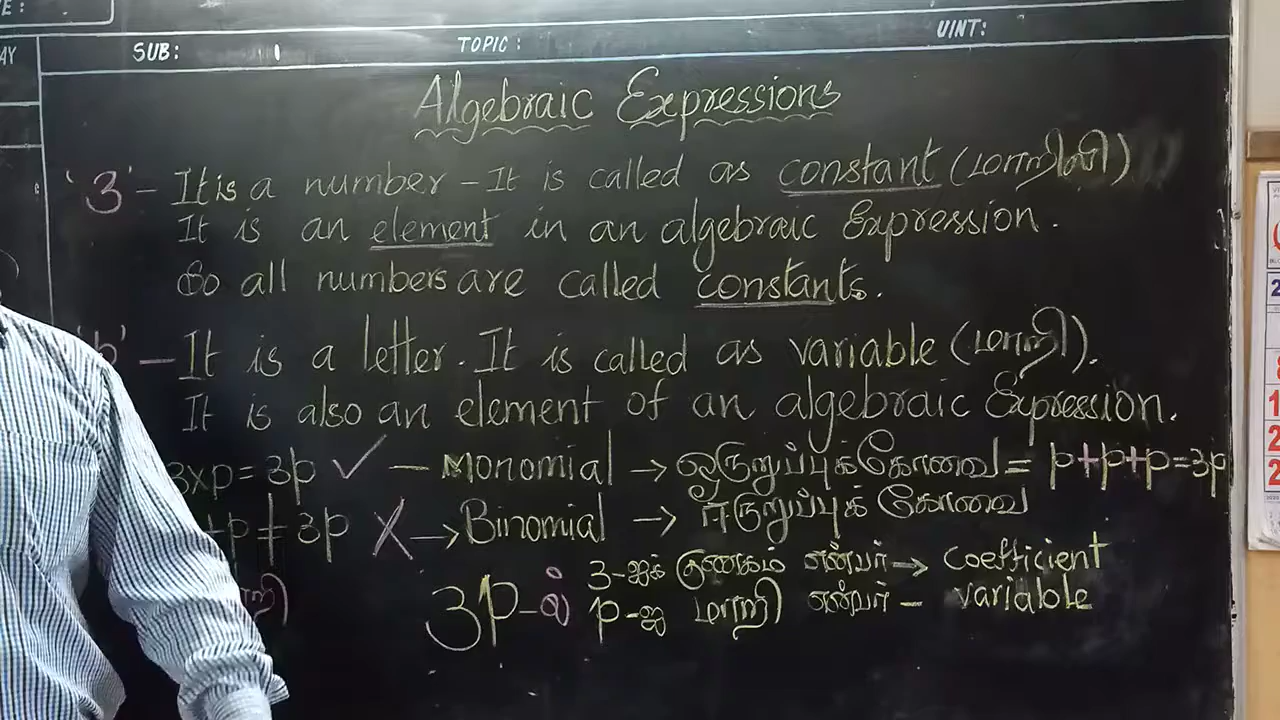 E:
AY SUB: TOPIC: UINT:
Algebraic Expressions
'3' - It is a number - It is called as constant (மாறிலி)
It is an element in an algebraic Expression.
So all numbers are called constants.
'p' - It is a letter. It is called as variable (மாறி).
It is also an element of an algebraic Expression.
3xp = 3p ✓ - Monomial → ஓருறுப்புக்கோவை = p+p+p=3p
+p ≠ 3p X → Binomial → ஈருறுப்புக் கோவை
3p-ல் 3-ஐக் குணகம் என்பர் → coefficient
p-ஐ மாறி என்பர் - variable